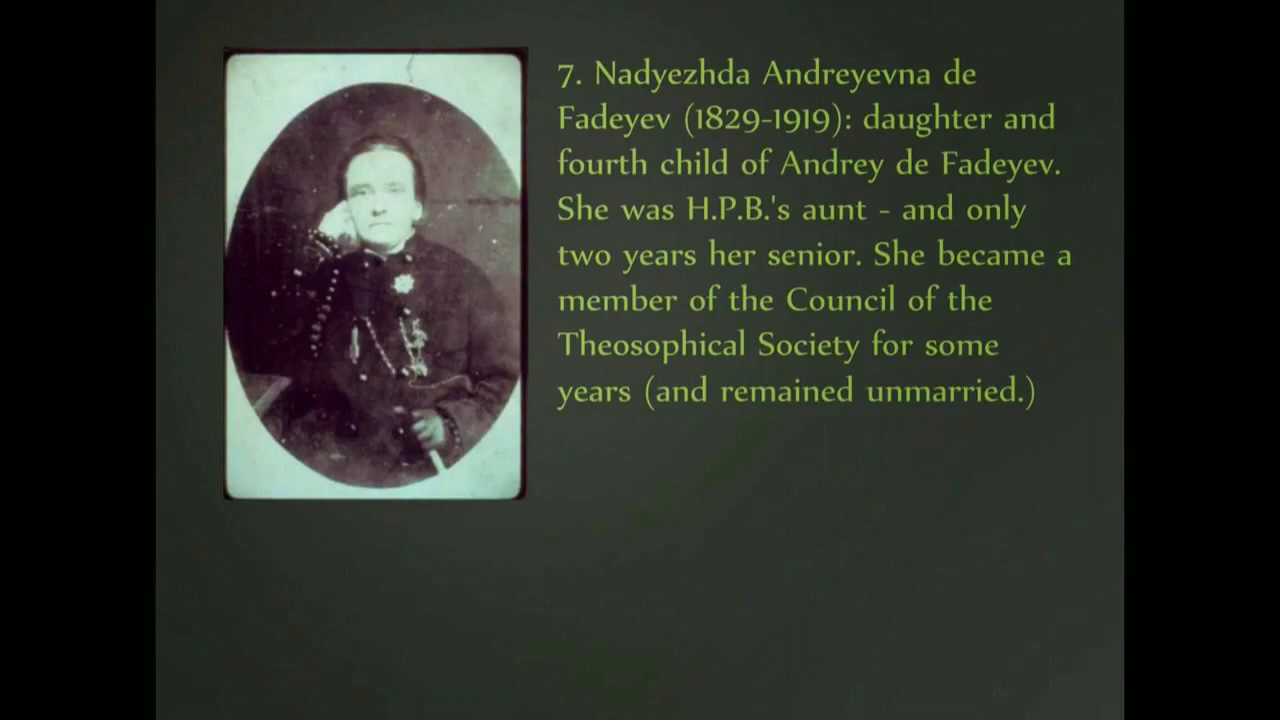 7. Nadyezhda Andreyevna de
Fadeyev (1829-1919): daughter and
fourth child of Andrey de Fadeyev.
She was H.P.B.'s aunt - and only
two years her senior. She became a
member of the Council of the
Theosophical Society for some
years (and remained unmarried.)